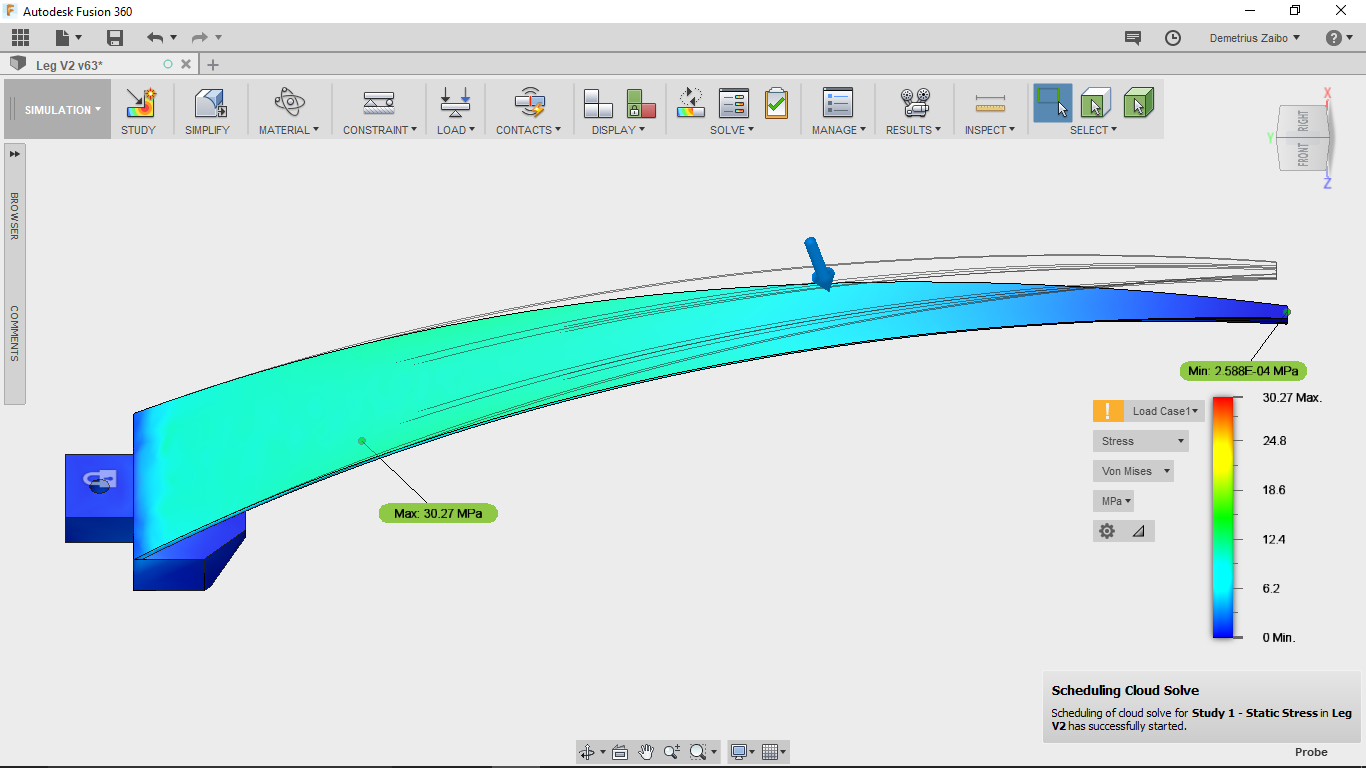 Autodesk Fusion 360
Demetrius Zaibo
Leg V2 v63*
SIMULATION
STUDY
SIMPLIFY
MATERIAL
CONSTRAINT
LOAD
CONTACTS
DISPLAY
SOLVE
MANAGE
RESULTS
INSPECT
SELECT
X
RIGHT
Y
FRONT
Z
BROWSER
COMMENTS
Min: 2.588E-04 MPa
Max: 30.27 MPa
Load Case1
Stress
Von Mises
MPa
30.27 Max.
24.8
18.6
12.4
6.2
0 Min.
Scheduling Cloud Solve
Scheduling of cloud solve for Study 1 - Static Stress in Leg
V2 has successfully started.
Probe